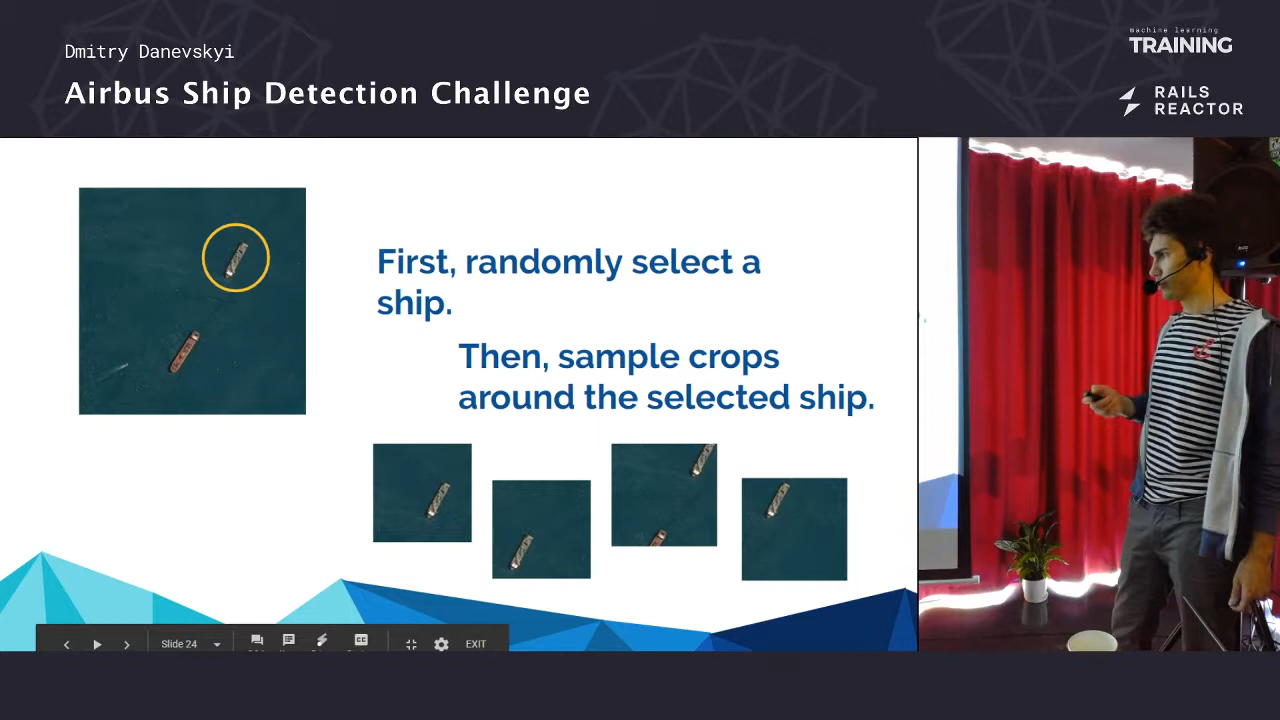 Dmitry Danevskyi
Airbus Ship Detection Challenge
machine learning
TRAINING
RAILS
REACTOR
First, randomly select a
ship.
Then, sample crops
around the selected ship.
Slide 24
EXIT